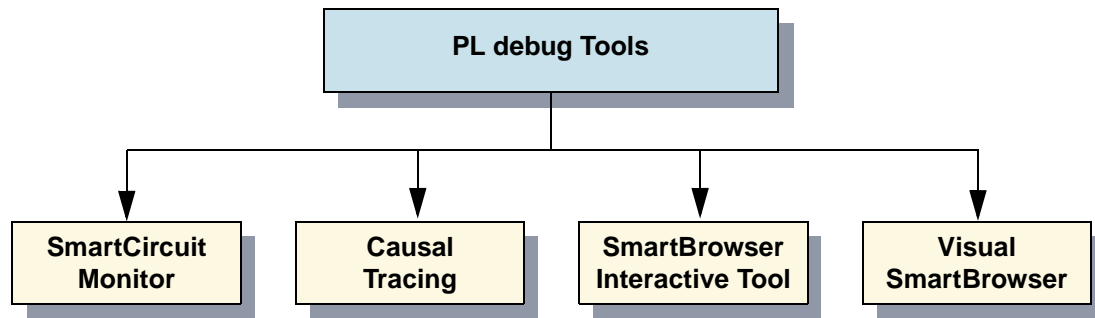 PL debug Tools
SmartCircuit
Monitor
Causal
Tracing
SmartBrowser
Interactive Tool
Visual
SmartBrowser